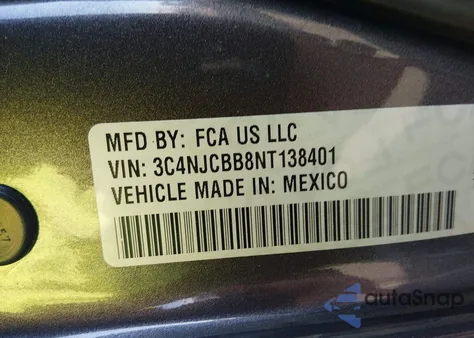 MFD BY: FCA US LLC
VIN: 3C4NJCBB8NT138401
VEHICLE MADE IN: MEXICO
autoSnap